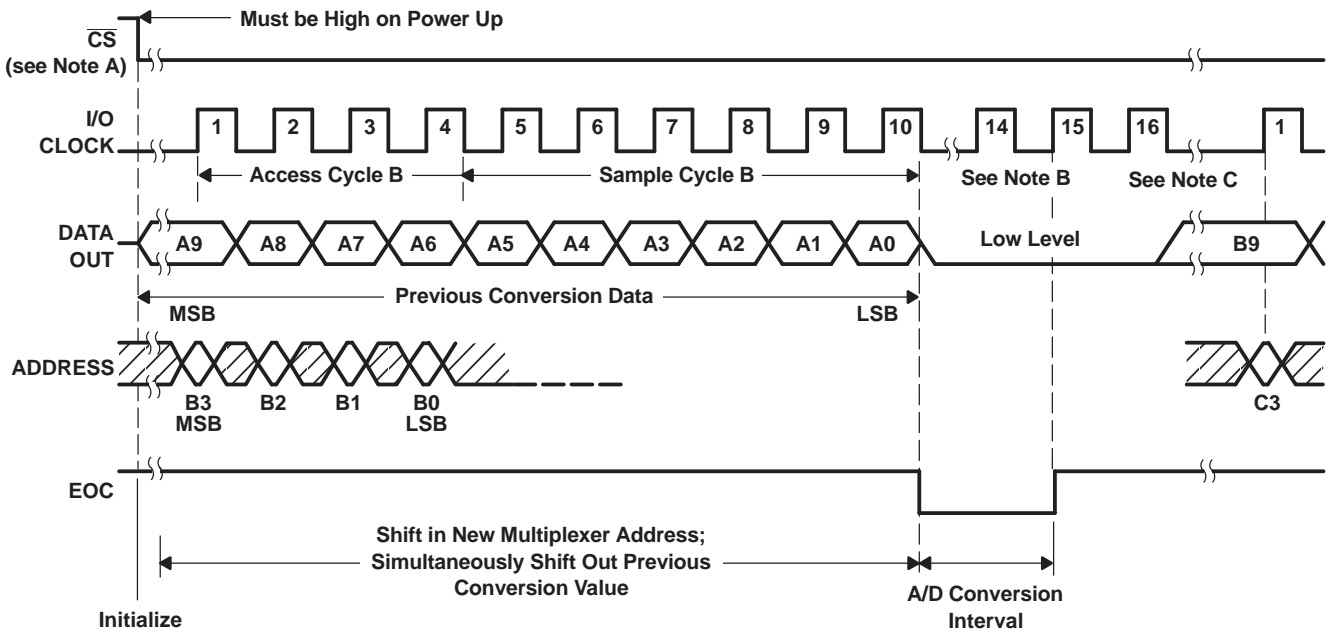 Must be High on Power Up
CS
(see Note A)
I/O
CLOCK
1 2 3 4 5 6 7 8 9 10 14 15 16 1
Access Cycle B
Sample Cycle B
See Note B
See Note C
DATA
OUT
A9 A8 A7 A6 A5 A4 A3 A2 A1 A0
Low Level
B9
Previous Conversion Data
MSB
LSB
ADDRESS
B3 B2 B1 B0
MSB
LSB
C3
EOC
Shift in New Multiplexer Address;
Simultaneously Shift Out Previous
Conversion Value
A/D Conversion
Interval
Initialize